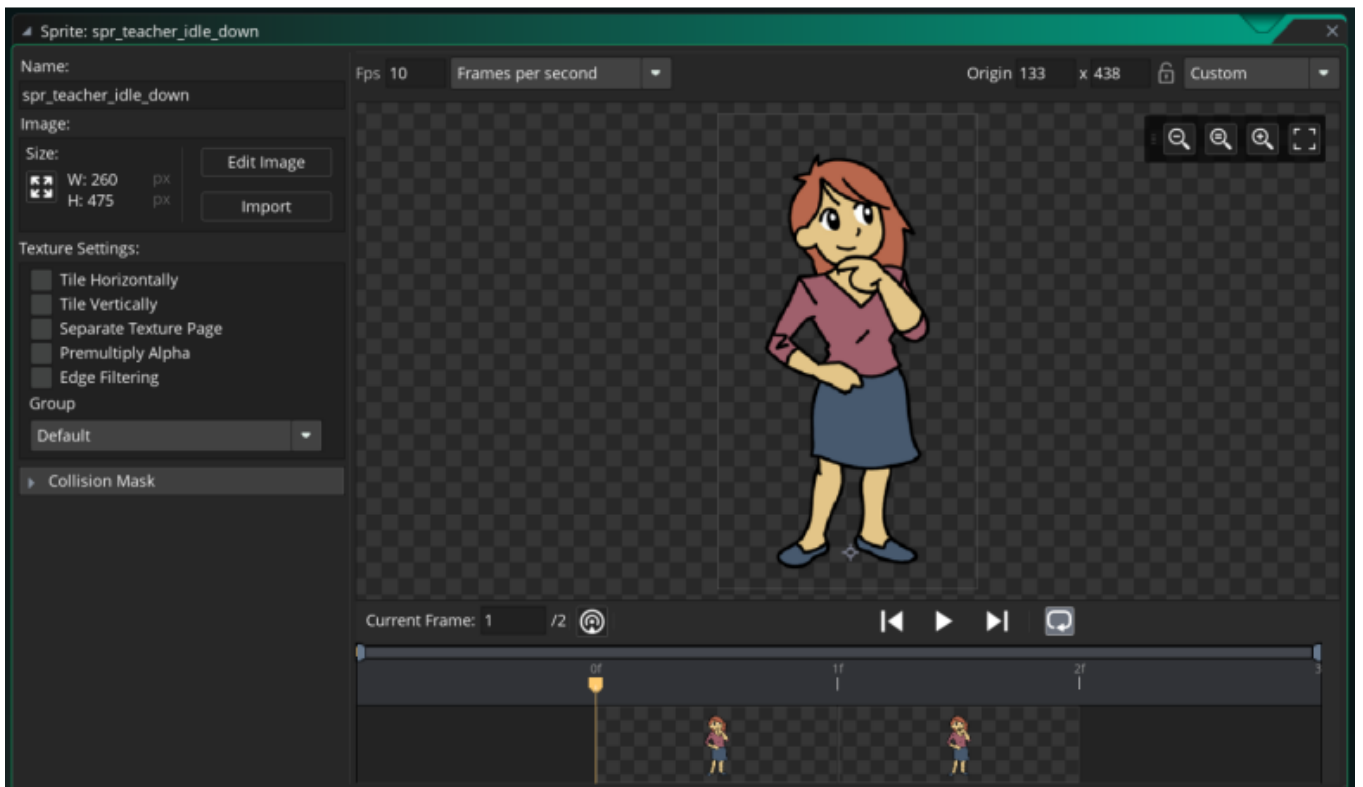 Sprite: spr_teacher_idle_down
Name:
spr_teacher_idle_down
Image:
Size:
W: 260 px
H: 475 px
Edit Image
Import
Texture Settings:
Tile Horizontally
Tile Vertically
Separate Texture Page
Premultiply Alpha
Edge Filtering
Group
Default
Collision Mask
Fps 10 Frames per second Origin 133 x 438 Custom
Current Frame: 1 /2
0f 1f 2f 3